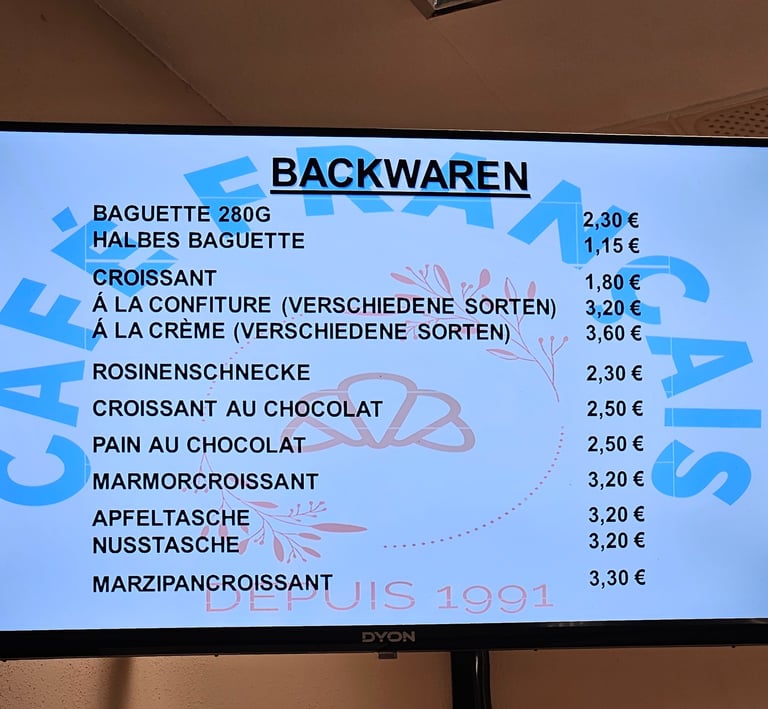 CAFÉ FRANÇAIS
BACKWAREN
BAGUETTE 280G 2,30 €
HALBES BAGUETTE 1,15 €
CROISSANT 1,80 €
Á LA CONFITURE (VERSCHIEDENE SORTEN) 3,20 €
Á LA CRÈME (VERSCHIEDENE SORTEN) 3,60 €
ROSINENSCHNECKE 2,30 €
CROISSANT AU CHOCOLAT 2,50 €
PAIN AU CHOCOLAT 2,50 €
MARMORCROISSANT 3,20 €
APFELTASCHE 3,20 €
NUSSTASCHE 3,20 €
MARZIPANCROISSANT 3,30 €
DEPUIS 1991
DYON